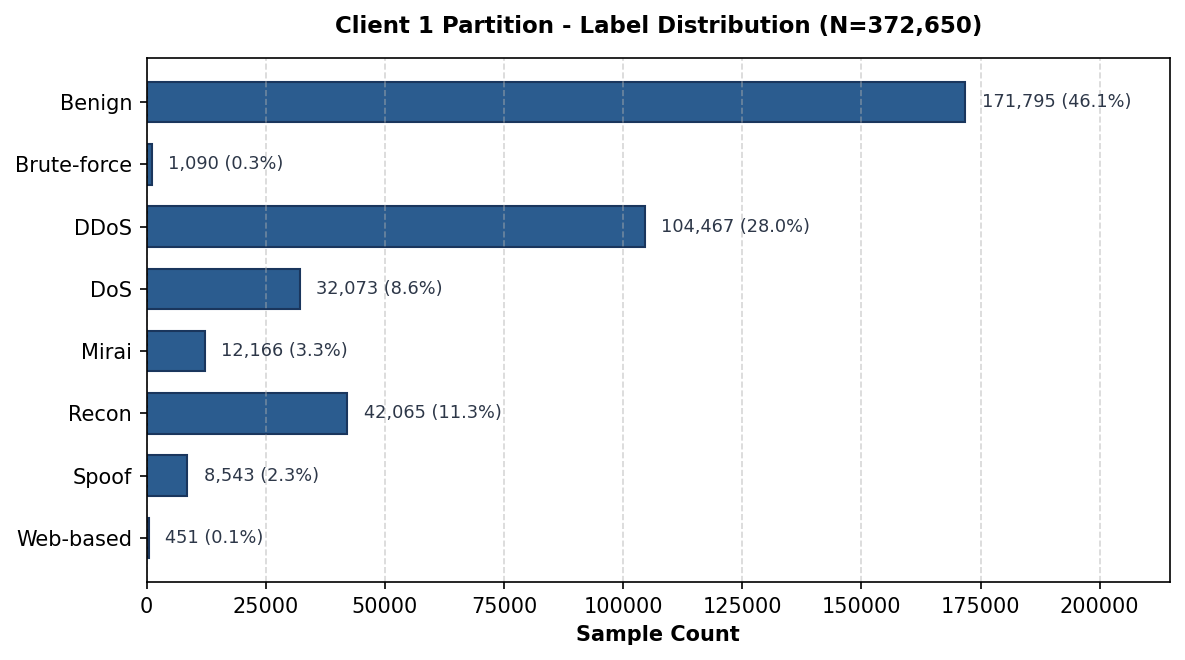 Client 1 Partition - Label Distribution (N=372,650)
Benign 171,795 (46.1%)
Brute-force 1,090 (0.3%)
DDoS 104,467 (28.0%)
DoS 32,073 (8.6%)
Mirai 12,166 (3.3%)
Recon 42,065 (11.3%)
Spoof 8,543 (2.3%)
Web-based 451 (0.1%)
0 25000 50000 75000 100000 125000 150000 175000 200000
Sample Count